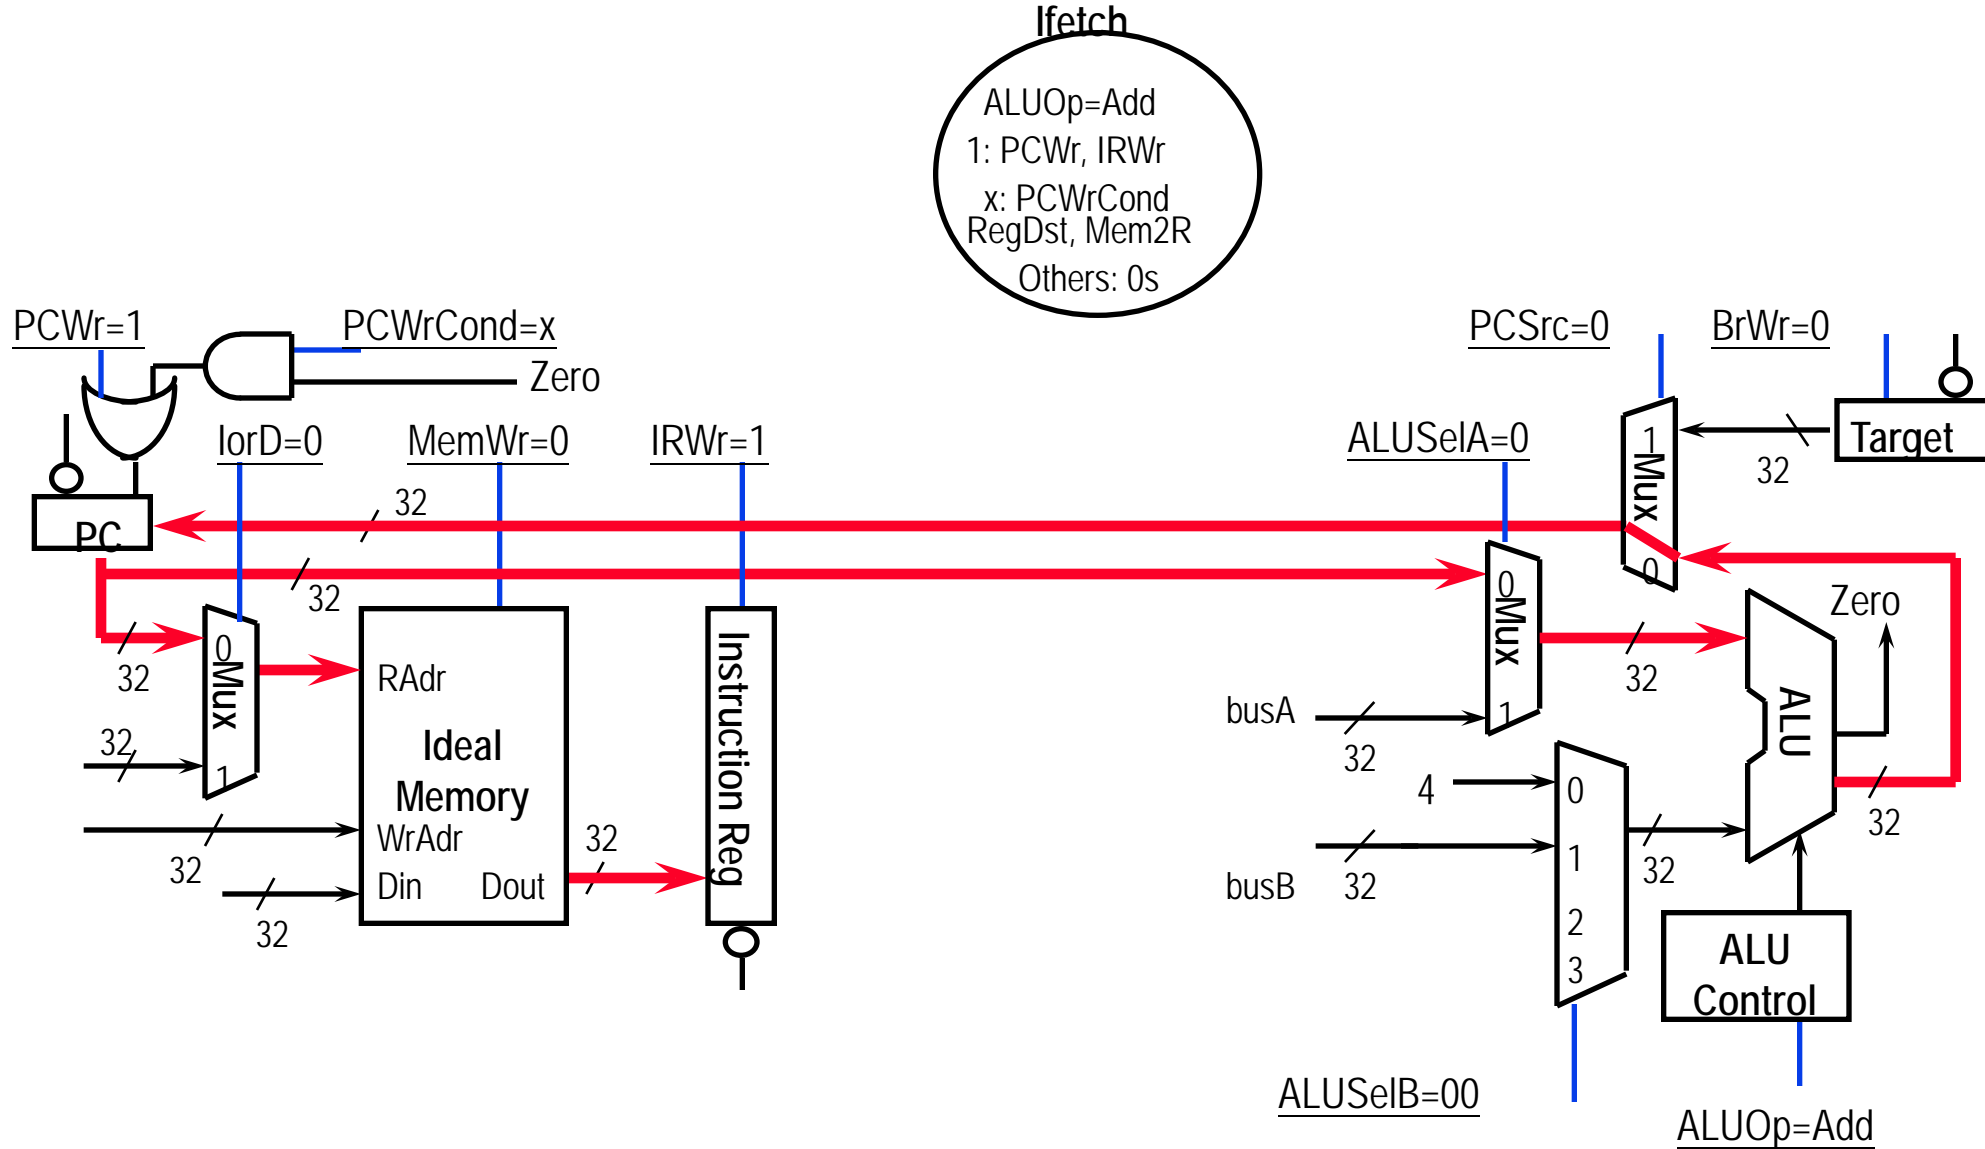 Ifetch
ALUOp=Add
1: PCWr, IRWr
x: PCWrCond
RegDst, Mem2R
Others: 0s
PCWr=1
PCWrCond=x
Zero
PCSrc=0
BrWr=0
IorD=0
MemWr=0
IRWr=1
ALUSelA=0
1
Mux
0
32
Target
PC
32
32
32
0
Mux
1
32
32
32
RAdr
Ideal
Memory
WrAdr
Din
Dout
32
Instruction Reg
0
Mux
1
32
busA
32
4
busB
32
0
1
2
3
32
ALU
Zero
32
ALU
Control
ALUSelB=00
ALUOp=Add